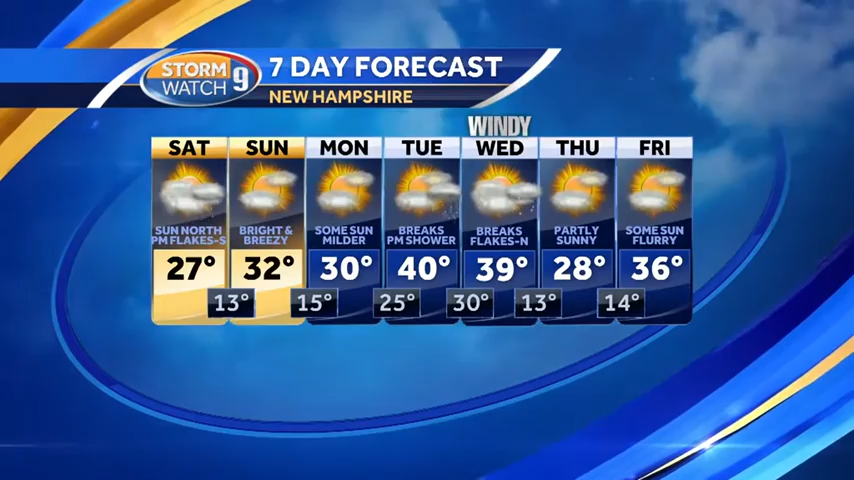 STORM WATCH 9
7 DAY FORECAST
NEW HAMPSHIRE
WINDY
SAT SUN MON TUE WED THU FRI
SUN NORTH BRIGHT & SOME SUN BREAKS BREAKS PARTLY SOME SUN
PM FLAKES-S BREEZY MILDER PM SHOWER FLAKES-N SUNNY FLURRY
27° 32° 30° 40° 39° 28° 36°
13° 15° 25° 30° 13° 14°